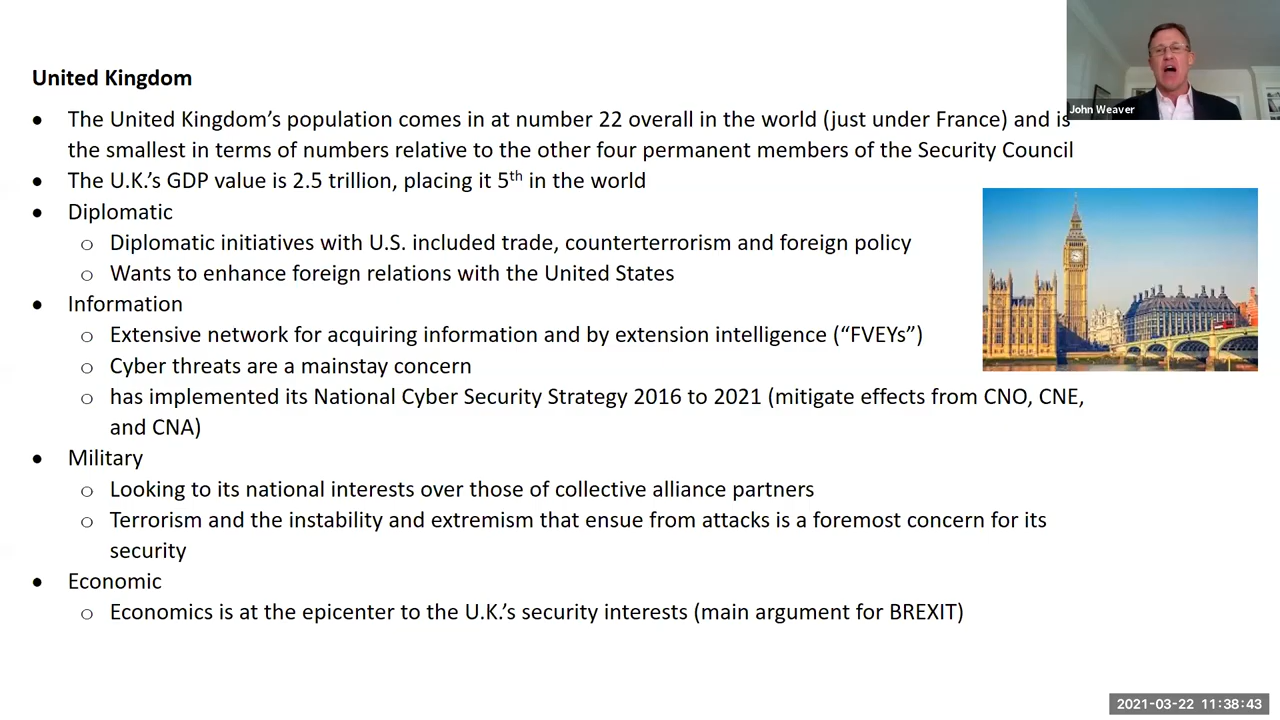 John Weaver
United Kingdom
● The United Kingdom’s population comes in at number 22 overall in the world (just under France) and is
the smallest in terms of numbers relative to the other four permanent members of the Security Council
● The U.K.’s GDP value is 2.5 trillion, placing it 5th in the world
● Diplomatic
○ Diplomatic initiatives with U.S. included trade, counterterrorism and foreign policy
○ Wants to enhance foreign relations with the United States
● Information
○ Extensive network for acquiring information and by extension intelligence (“FVEYs”)
○ Cyber threats are a mainstay concern
○ has implemented its National Cyber Security Strategy 2016 to 2021 (mitigate effects from CNO, CNE,
and CNA)
● Military
○ Looking to its national interests over those of collective alliance partners
○ Terrorism and the instability and extremism that ensue from attacks is a foremost concern for its
security
● Economic
○ Economics is at the epicenter to the U.K.’s security interests (main argument for BREXIT)
2021-03-22 11:38:43